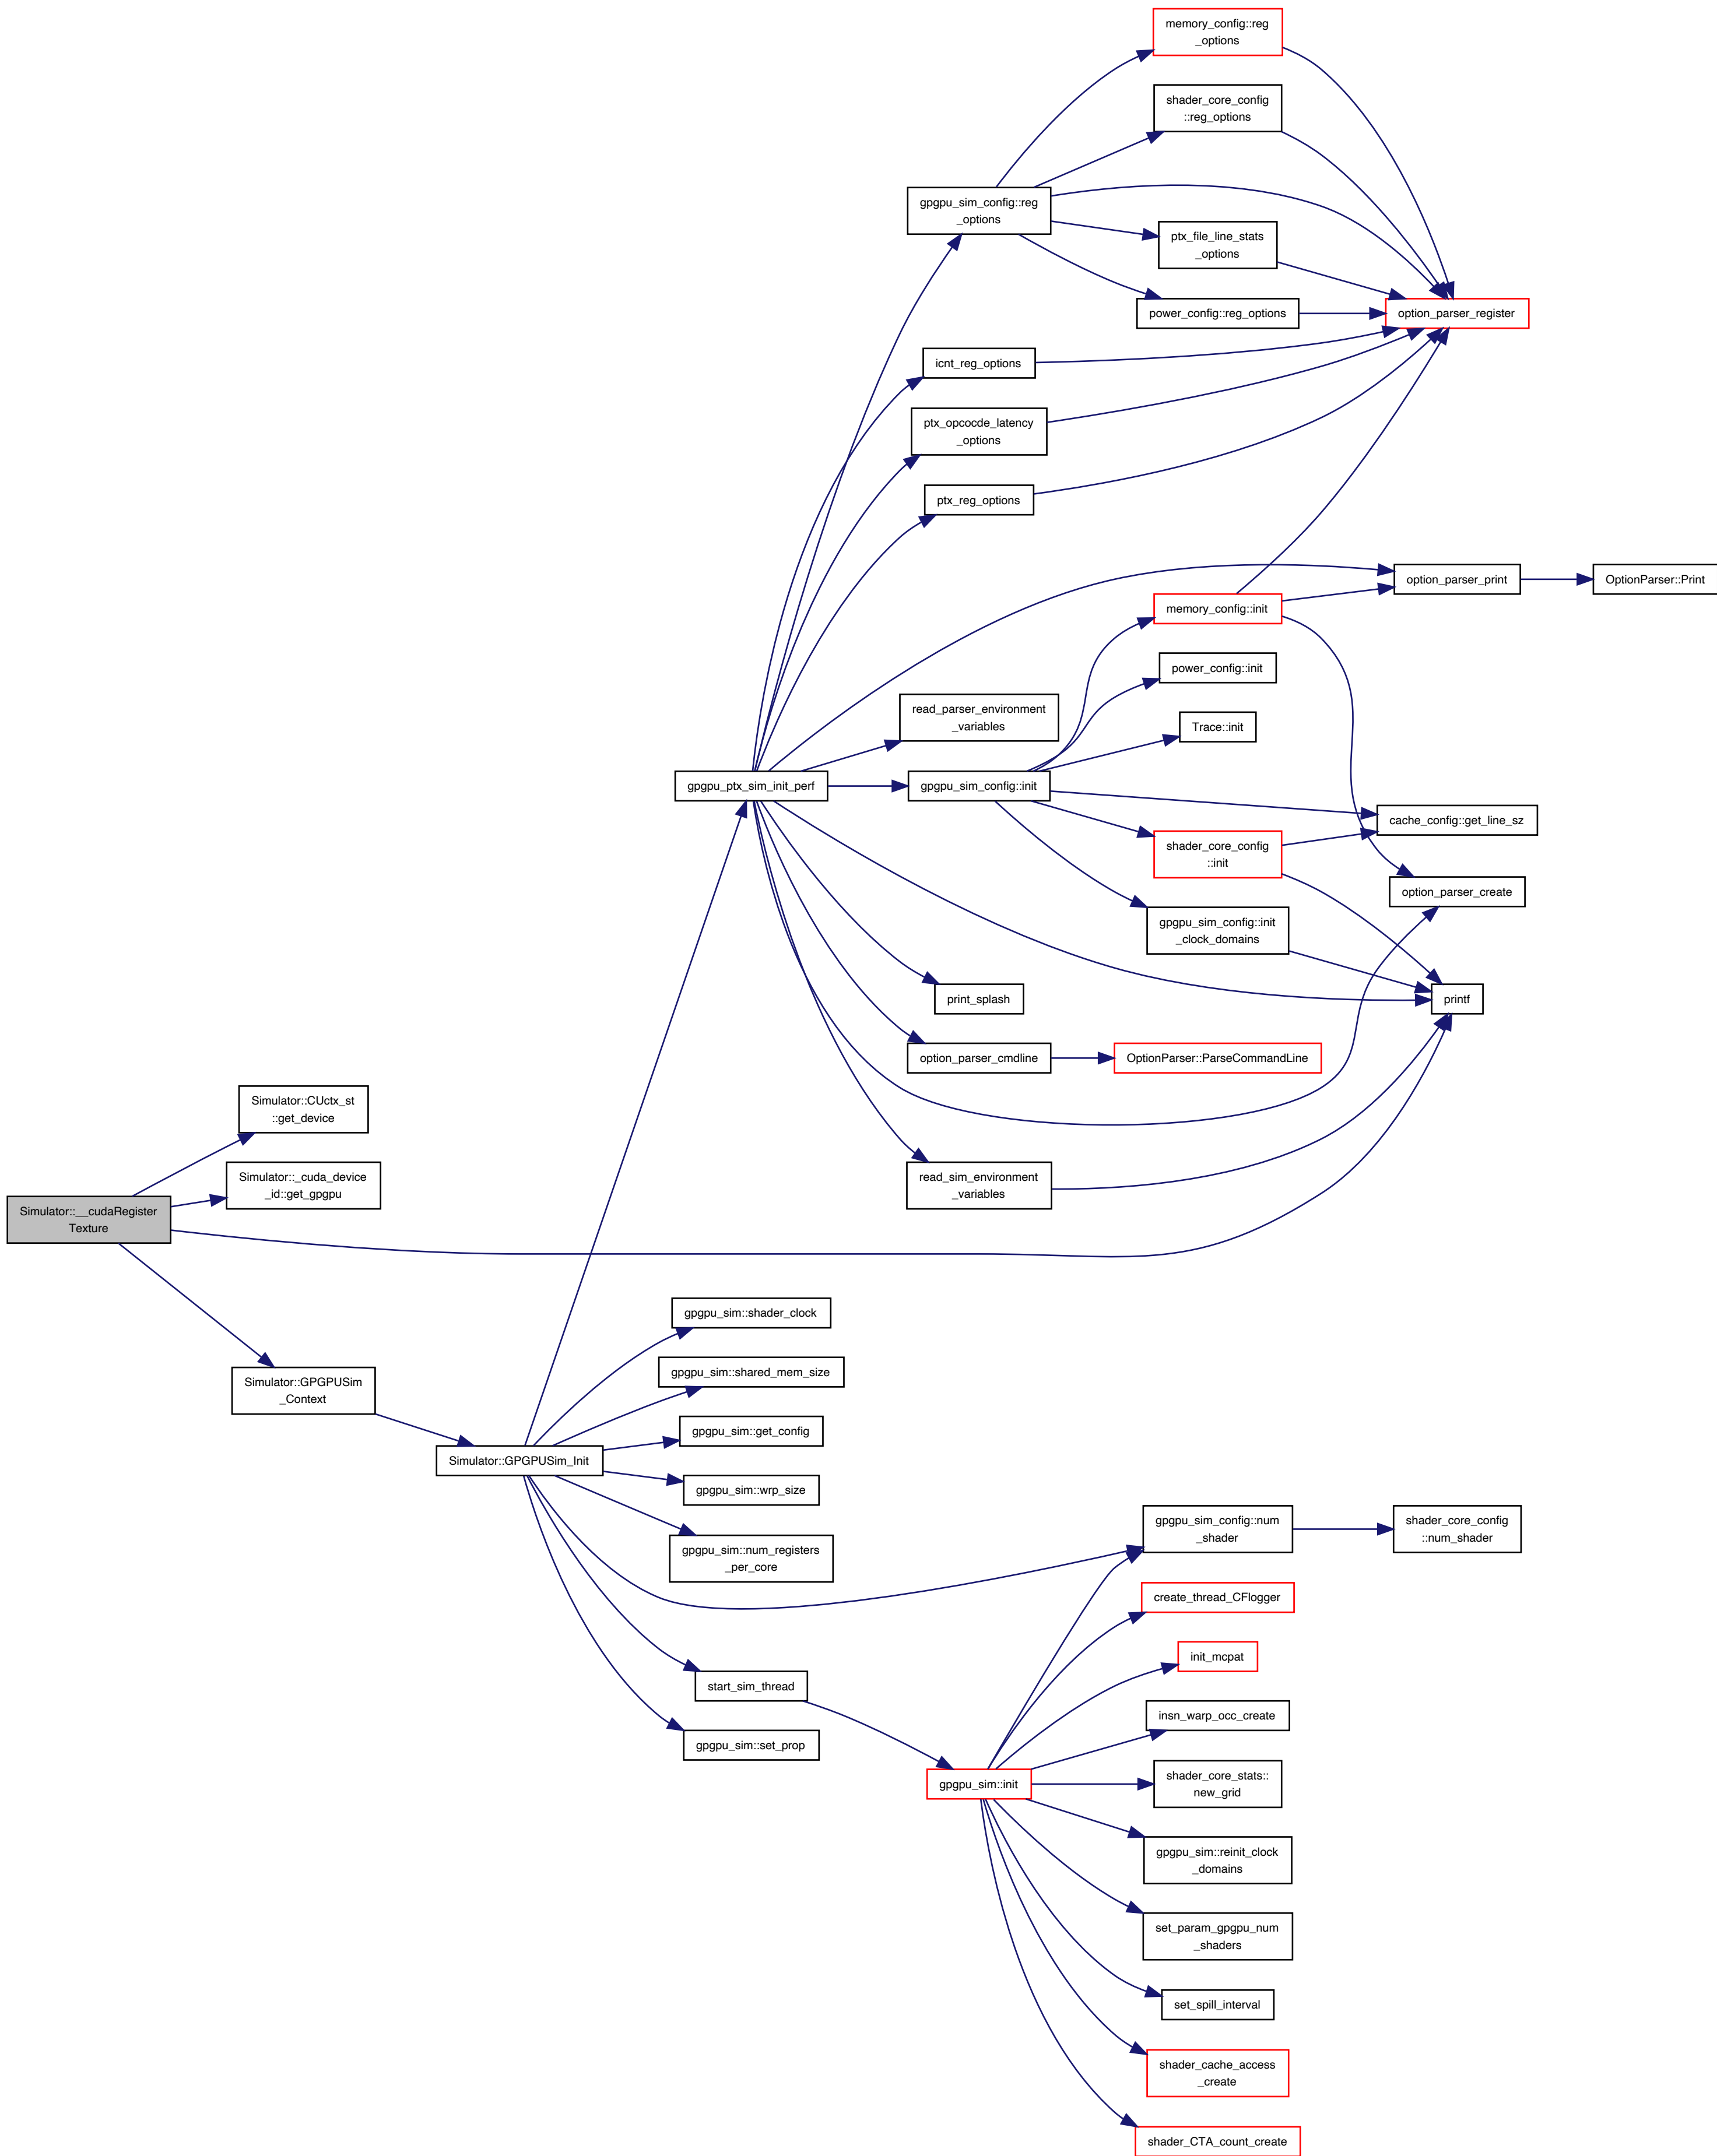 memory_config::reg
_options
shader_core_config
::reg_options
gpgpu_sim_config::reg
_options
ptx_file_line_stats
_options
power_config::reg_options
option_parser_register
icnt_reg_options
ptx_opcocde_latency
_options
ptx_reg_options
option_parser_print
OptionParser::Print
memory_config::init
power_config::init
read_parser_environment
_variables
Trace::init
gpgpu_ptx_sim_init_perf
gpgpu_sim_config::init
cache_config::get_line_sz
shader_core_config
::init
option_parser_create
gpgpu_sim_config::init
_clock_domains
print_splash
printf
option_parser_cmdline
OptionParser::ParseCommandLine
Simulator::CUctx_st
::get_device
Simulator::_cuda_device
_id::get_gpgpu
read_sim_environment
_variables
Simulator::__cudaRegister
Texture
gpgpu_sim::shader_clock
gpgpu_sim::shared_mem_size
Simulator::GPGPUSim
_Context
gpgpu_sim::get_config
Simulator::GPGPUSim_Init
gpgpu_sim::wrp_size
gpgpu_sim::num_registers
_per_core
gpgpu_sim_config::num
_shader
shader_core_config
::num_shader
create_thread_CFlogger
init_mcpat
start_sim_thread
insn_warp_occ_create
gpgpu_sim::set_prop
gpgpu_sim::init
shader_core_stats::
new_grid
gpgpu_sim::reinit_clock
_domains
set_param_gpgpu_num
_shaders
set_spill_interval
shader_cache_access
_create
shader_CTA_count_create